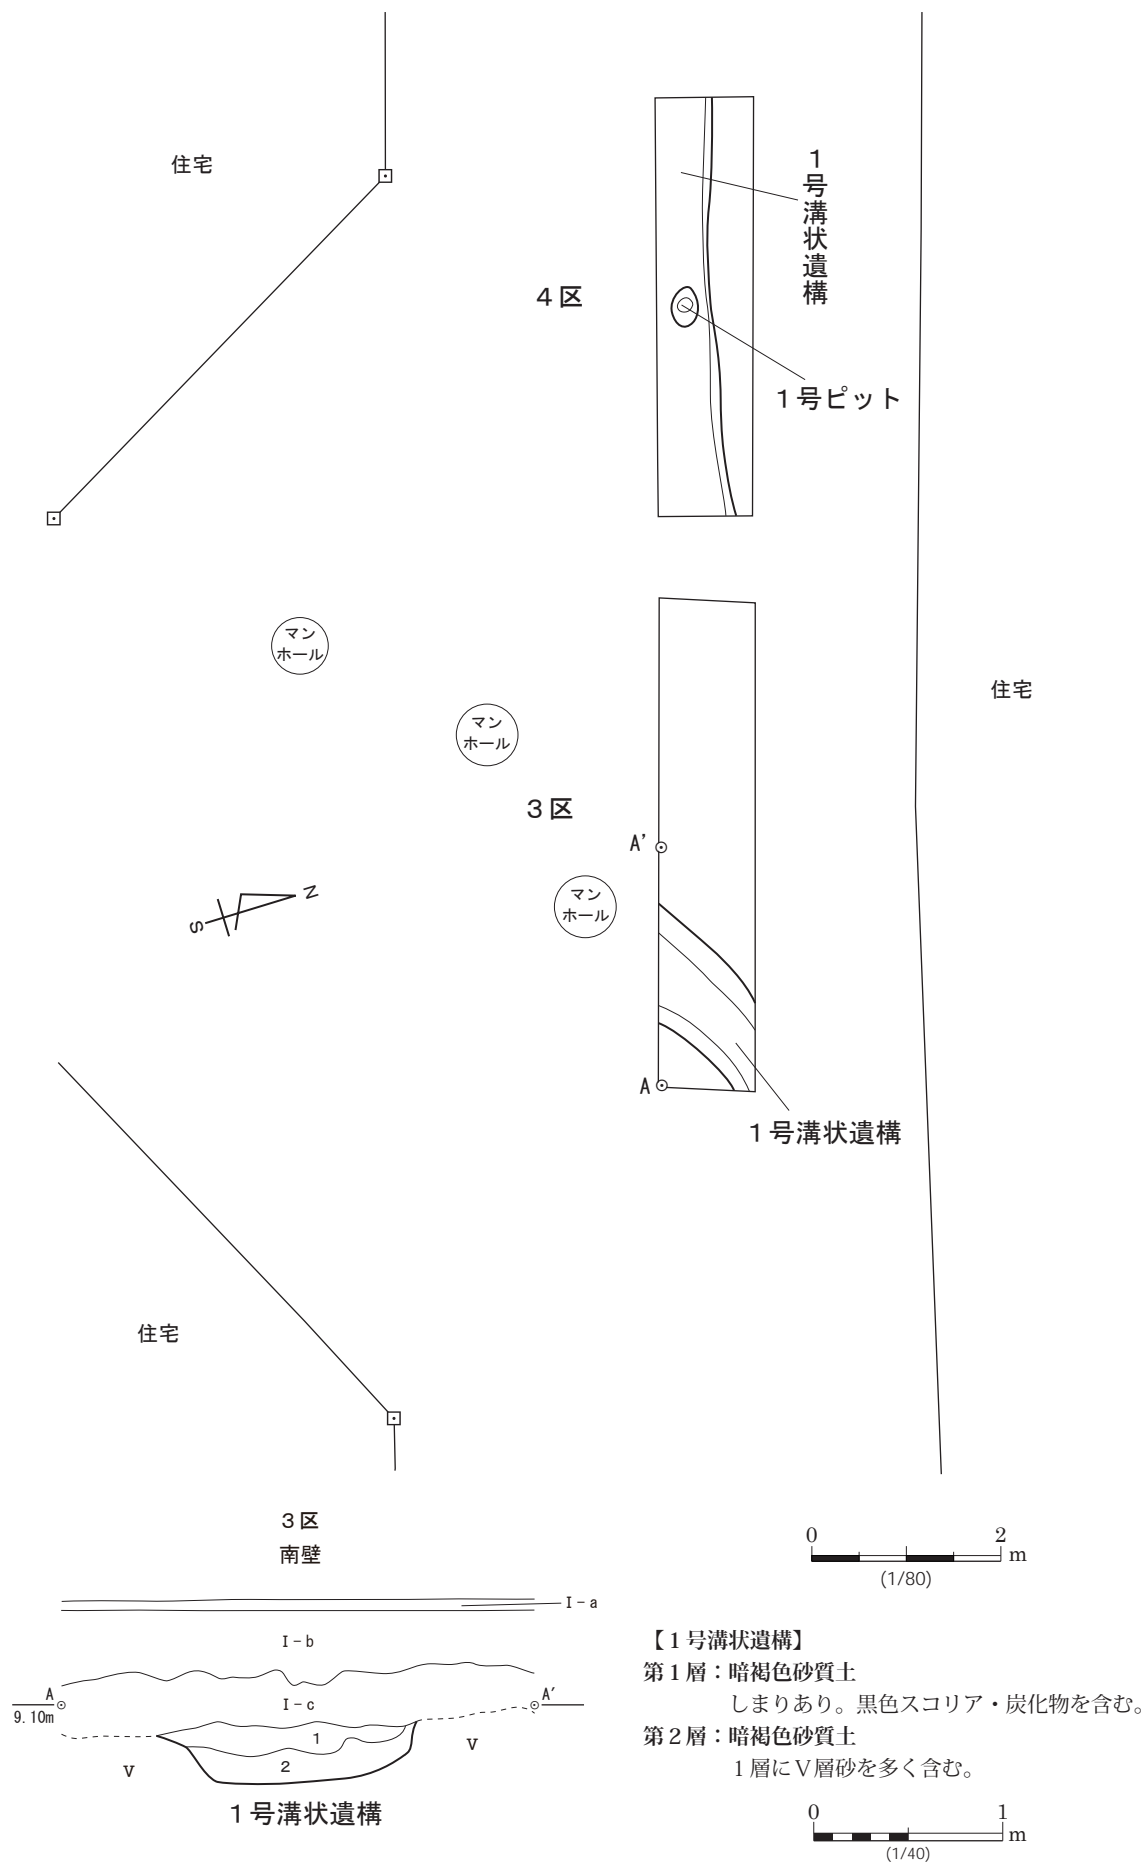 住宅
1号溝状遺構
4区
1号ピット
マン
ホール
マン
ホール
住宅
3区
A'
マン
ホール
N
S
A
1号溝状遺構
住宅
3区
南壁
0 2
m
(1/80)
I-a
I-b
A
A'
9.10m
I-c
1
2
V
V
1号溝状遺構
【1号溝状遺構】
第1層：暗褐色砂質土
しまりあり。黒色スコリア・炭化物を含む。
第2層：暗褐色砂質土
1層にⅤ層砂を多く含む。
0 1
m
(1/40)